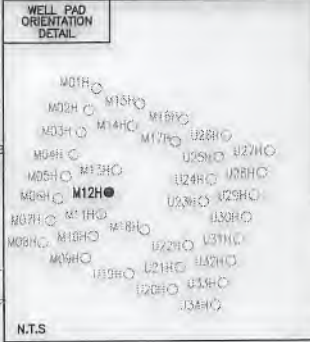 WELL PAD
ORIENTATION
DETAIL
M01H
M02H M15H
M03H M14H M16H
M17H U26H
M04H U25H U27H
M05H M13H U24H U28H
M06H M12H U23H U29H
M07H M11H U30H
M08H M10H M18H U22H U31H
M09H U21H U32H
U19H U20H U33H
U34H
N.T.S